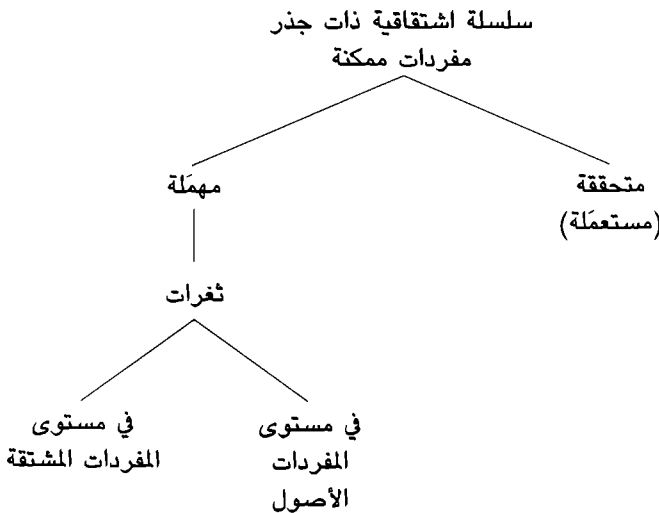 سلسلة اشتقاقية ذات جذر
مفردات ممكنة
متحققة
(مستعمَلة)
مهمَلة
ثغرات
في مستوى
المفردات
الأصول
في مستوى
المفردات المشتقة